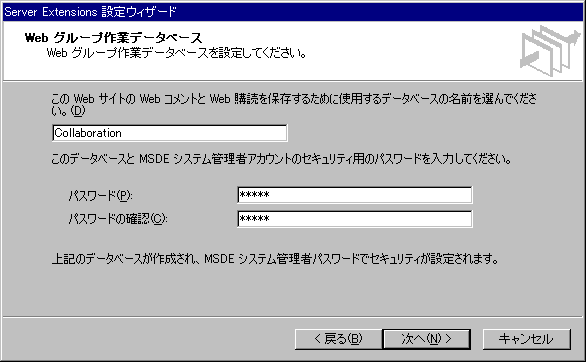 Server Extensions 設定ウィザード
Web グループ作業データベース
Web グループ作業データベースを設定してください。
この Web サイトの Web コメントと Web 購読を保存するために使用するデータベースの名前を選んでくださ
い。(D)
Collaboration
このデータベースと MSDE システム管理者アカウントのセキュリティ用のパスワードを入力してください。
パスワード(P): *****
パスワードの確認(C): *****
上記のデータベースが作成され、MSDE システム管理者パスワードでセキュリティが設定されます。
< 戻る(B) 次へ(N) > キャンセル